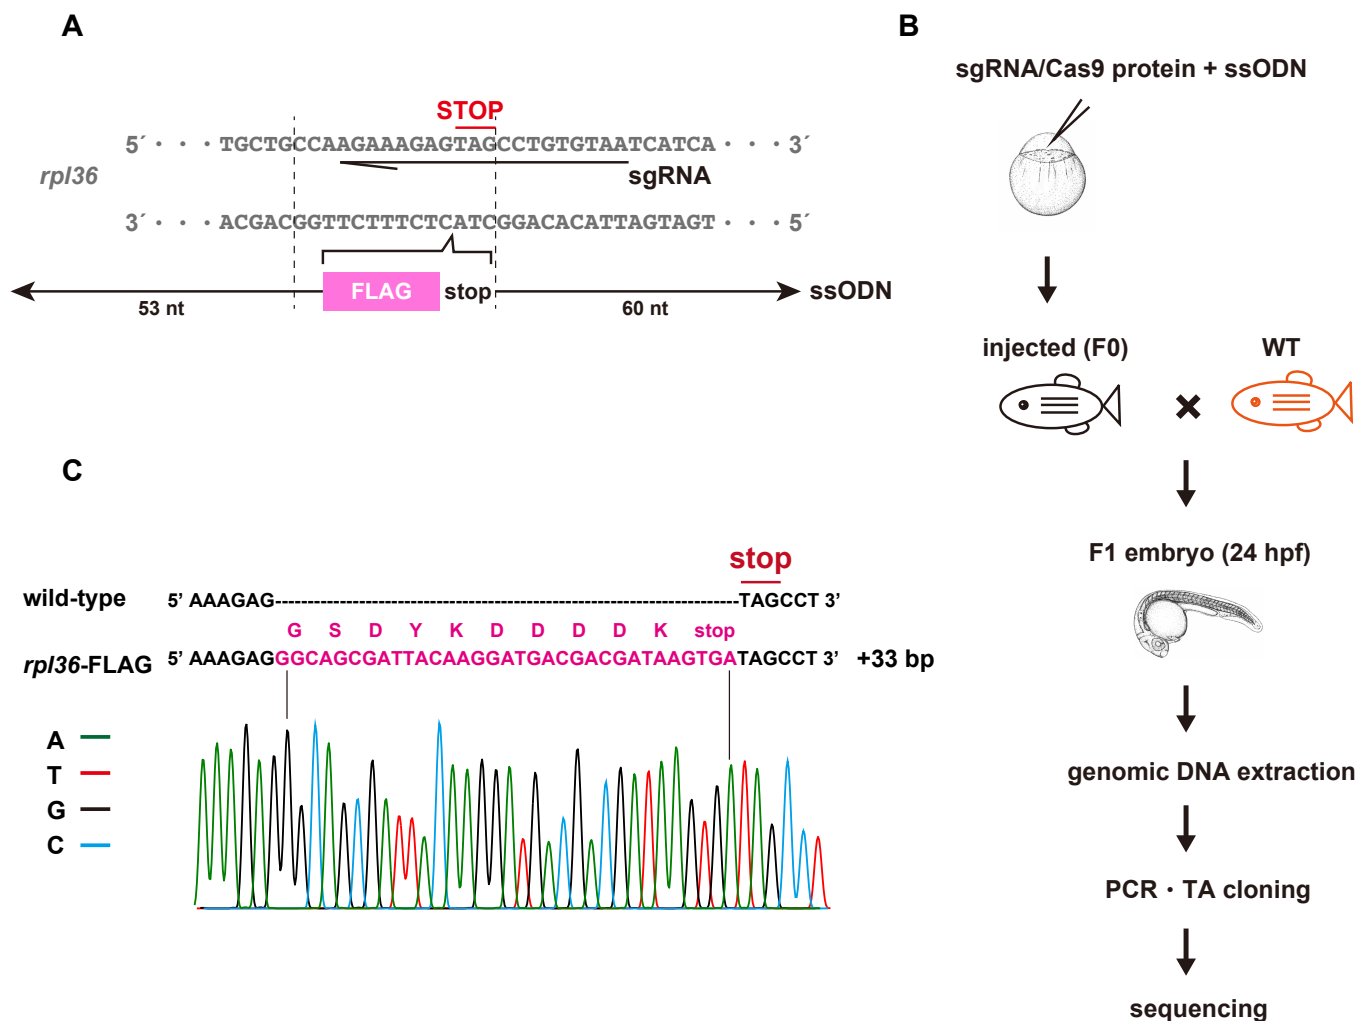 A
STOP
5´ · · · TGCTGCCAAGAAAGAGTAGCCTGTGTAATCATCA · · · 3´
rpl36
sgRNA
3´ · · · ACGACGGTTCTTTCTCATCGGACACATTAGTAGT · · · 5´
FLAG stop
ssODN
53 nt
60 nt
B
sgRNA/Cas9 protein + ssODN
injected (F0)
WT
F1 embryo (24 hpf)
genomic DNA extraction
PCR · TA cloning
sequencing
C
stop
wild-type 5’ AAAGAG------------------------------------------------------------TAGCCT 3’
G S D Y K D D D D K stop
rpl36-FLAG 5’ AAAGAGGGCAGCGATTACAAGGATGACGACGATAAGTGATAGCCT 3’ +33 bp
A
T
G
C